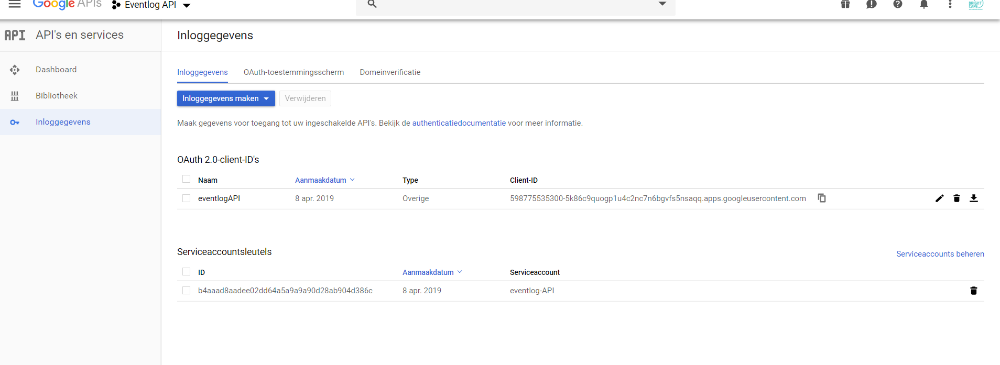 Google APIs Eventlog API
API API's en services Inloggegevens
Dashboard
Bibliotheek
Inloggegevens
Inloggegevens OAuth-toestemmingsscherm Domeinverificatie
Inloggegevens maken Verwijderen
Maak gegevens voor toegang tot uw ingeschakelde API's. Bekijk de authenticatiedocumentatie voor meer informatie.
OAuth 2.0-client-ID's
Naam Aanmaakdatum Type Client-ID
eventlogAPI 8 apr. 2019 Overige 598775535300-5k86c9quogp1u4c2nc7n6bgvfs5nsaqq.apps.googleusercontent.com
Serviceaccountsleutels Serviceaccounts beheren
ID Aanmaakdatum Serviceaccount
b4aaad8aadee02dd64a5a9a9a90d28ab904d386c 8 apr. 2019 eventlog-API
BRIGHT
CAPE